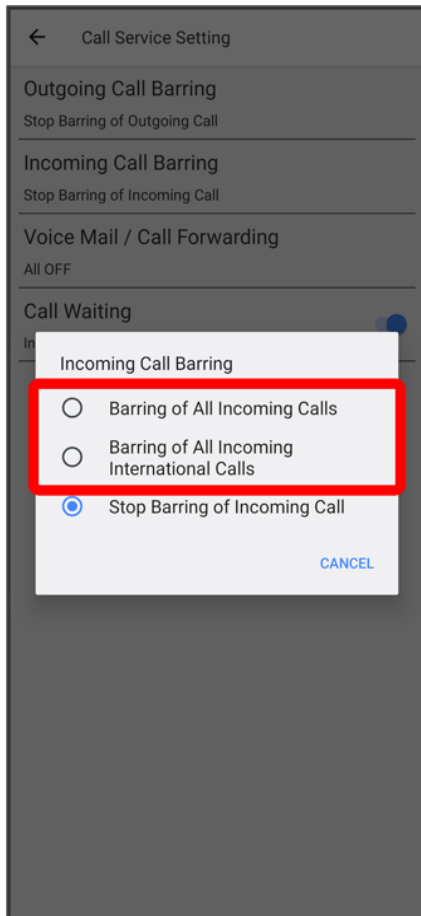 Call Service Setting
Outgoing Call Barring
Stop Barring of Outgoing Call
Incoming Call Barring
Stop Barring of Incoming Call
Voice Mail / Call Forwarding
All OFF
Call Waiting
In
Incoming Call Barring
Barring of All Incoming Calls
Barring of All Incoming
International Calls
Stop Barring of Incoming Call
CANCEL